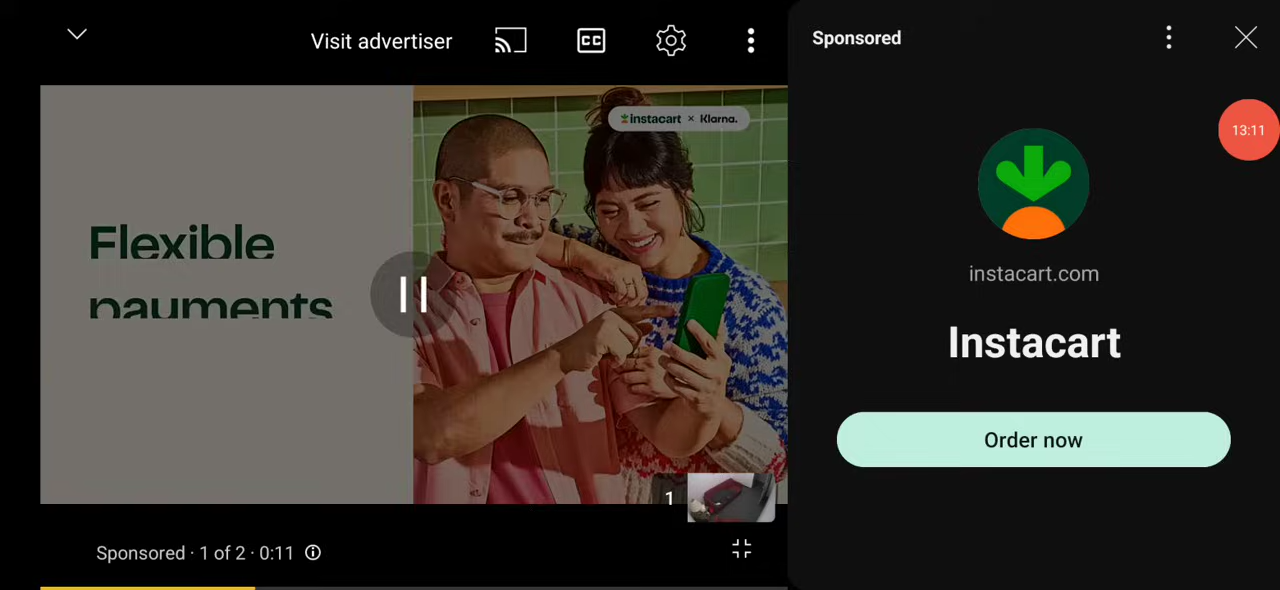 Visit advertiser
CC
Sponsored
instacart × Klarna.
13:11
Flexible
payments
instacart.com
Instacart
Order now
1
Sponsored · 1 of 2 · 0:11